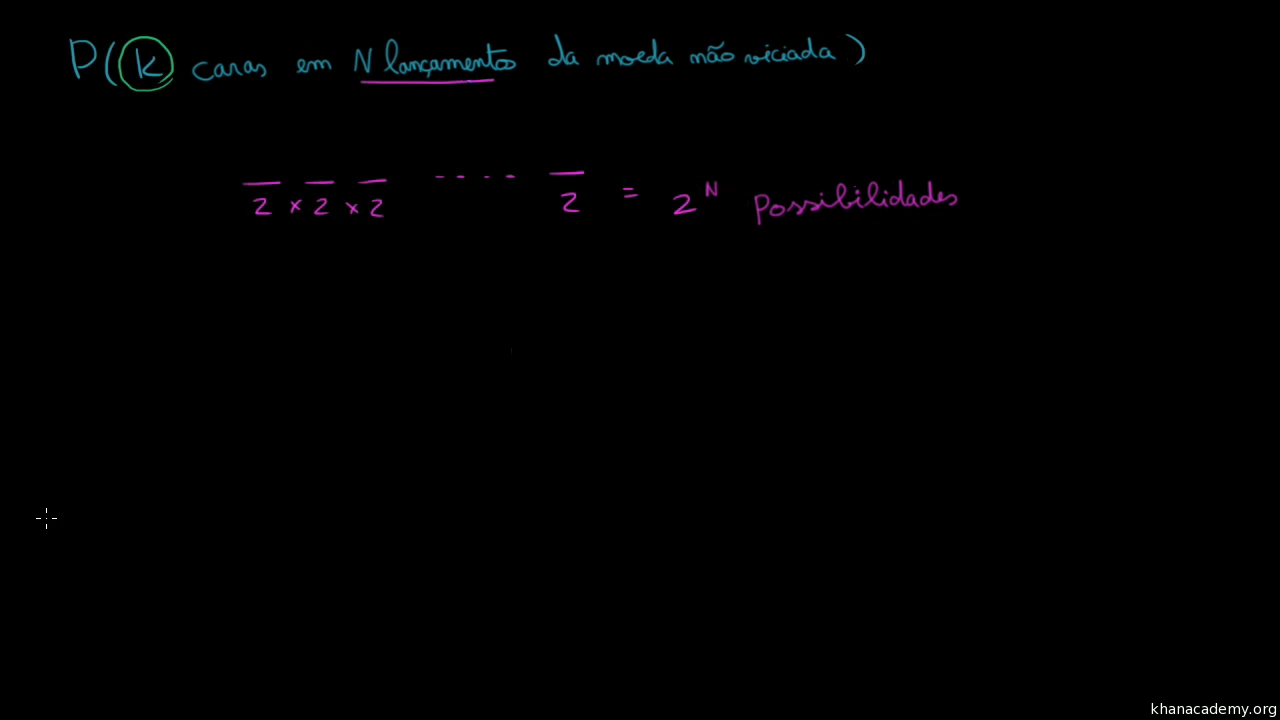 P(k caras em N lançamentos da moeda não viciada)
2 x 2 x 2 .... 2 = 2^N Possibilidades
khanacademy.org